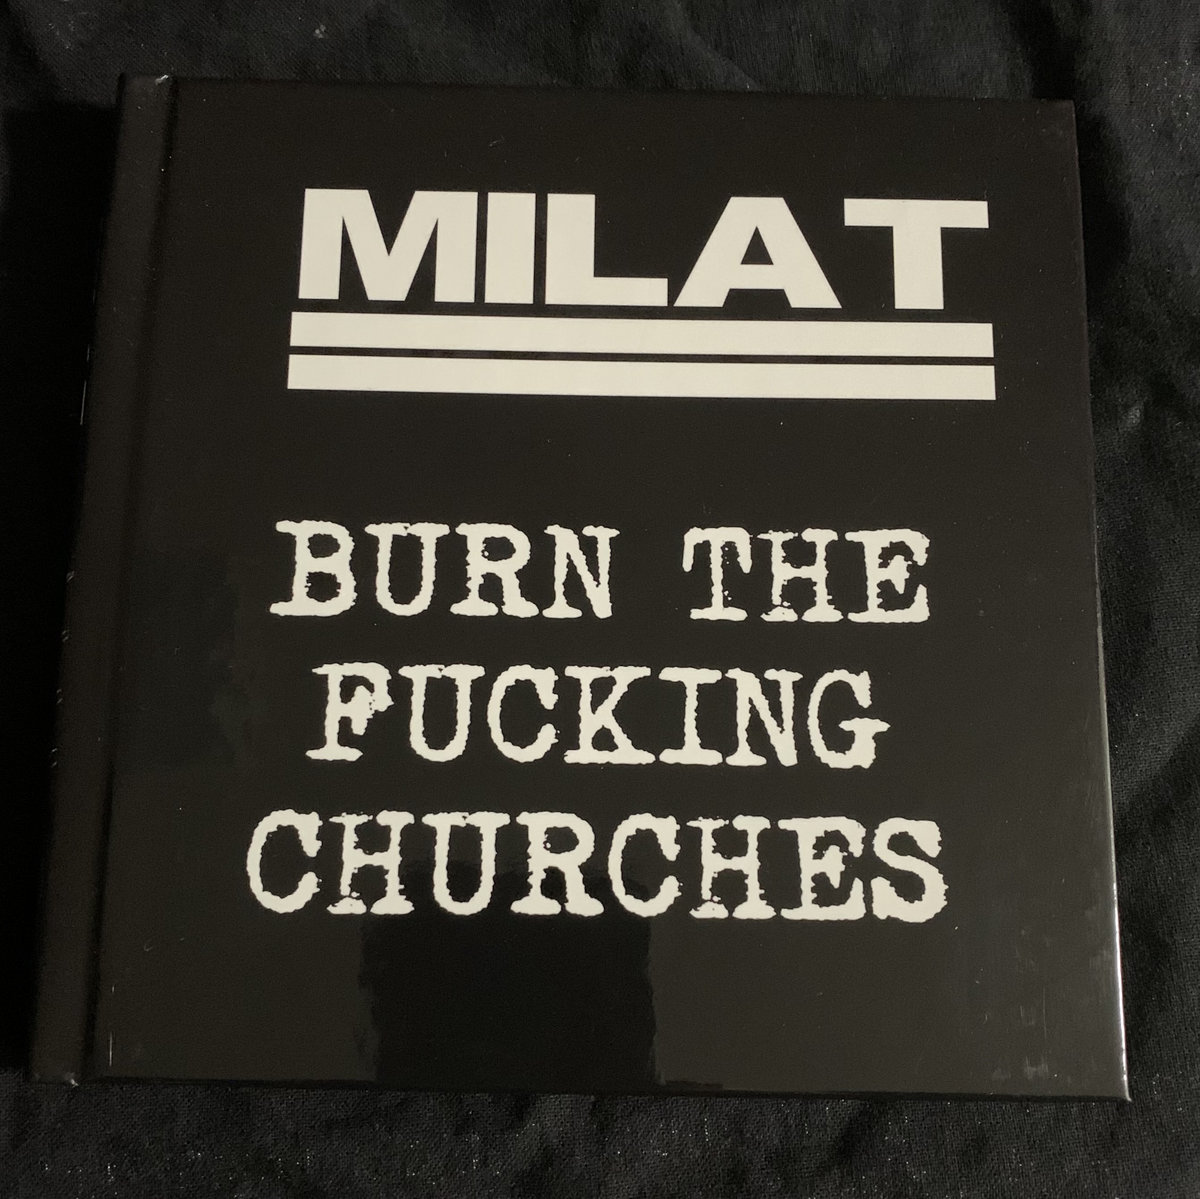 MILAT
BURN THE
FUCKING
CHURCHES